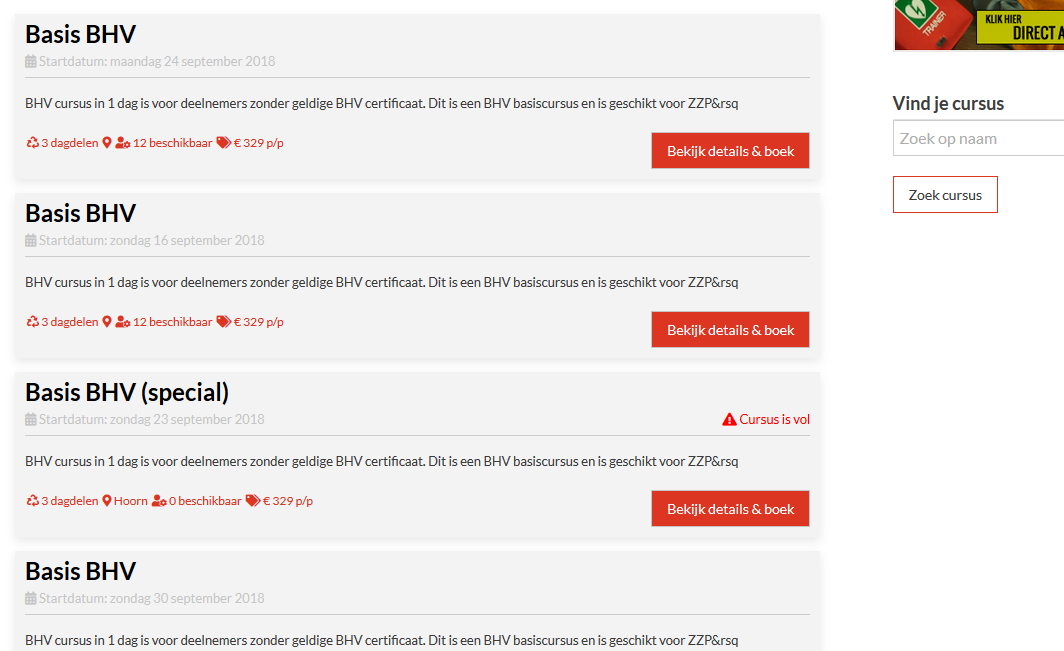 Basis BHV
Startdatum: maandag 24 september 2018
BHV cursus in 1 dag is voor deelnemers zonder geldige BHV certificaat. Dit is een BHV basiscursus en is geschikt voor ZZP&rsq
3 dagdelen 12 beschikbaar € 329 p/p
Bekijk details & boek
Basis BHV
Startdatum: zondag 16 september 2018
BHV cursus in 1 dag is voor deelnemers zonder geldige BHV certificaat. Dit is een BHV basiscursus en is geschikt voor ZZP&rsq
3 dagdelen 12 beschikbaar € 329 p/p
Bekijk details & boek
Basis BHV (special)
Startdatum: zondag 23 september 2018
Cursus is vol
BHV cursus in 1 dag is voor deelnemers zonder geldige BHV certificaat. Dit is een BHV basiscursus en is geschikt voor ZZP&rsq
3 dagdelen Hoorn 0 beschikbaar € 329 p/p
Bekijk details & boek
Basis BHV
Startdatum: zondag 30 september 2018
BHV cursus in 1 dag is voor deelnemers zonder geldige BHV certificaat. Dit is een BHV basiscursus en is geschikt voor ZZP&rsq
TRAINER
KLIK HIER
DIRECT A
Vind je cursus
Zoek op naam
Zoek cursus